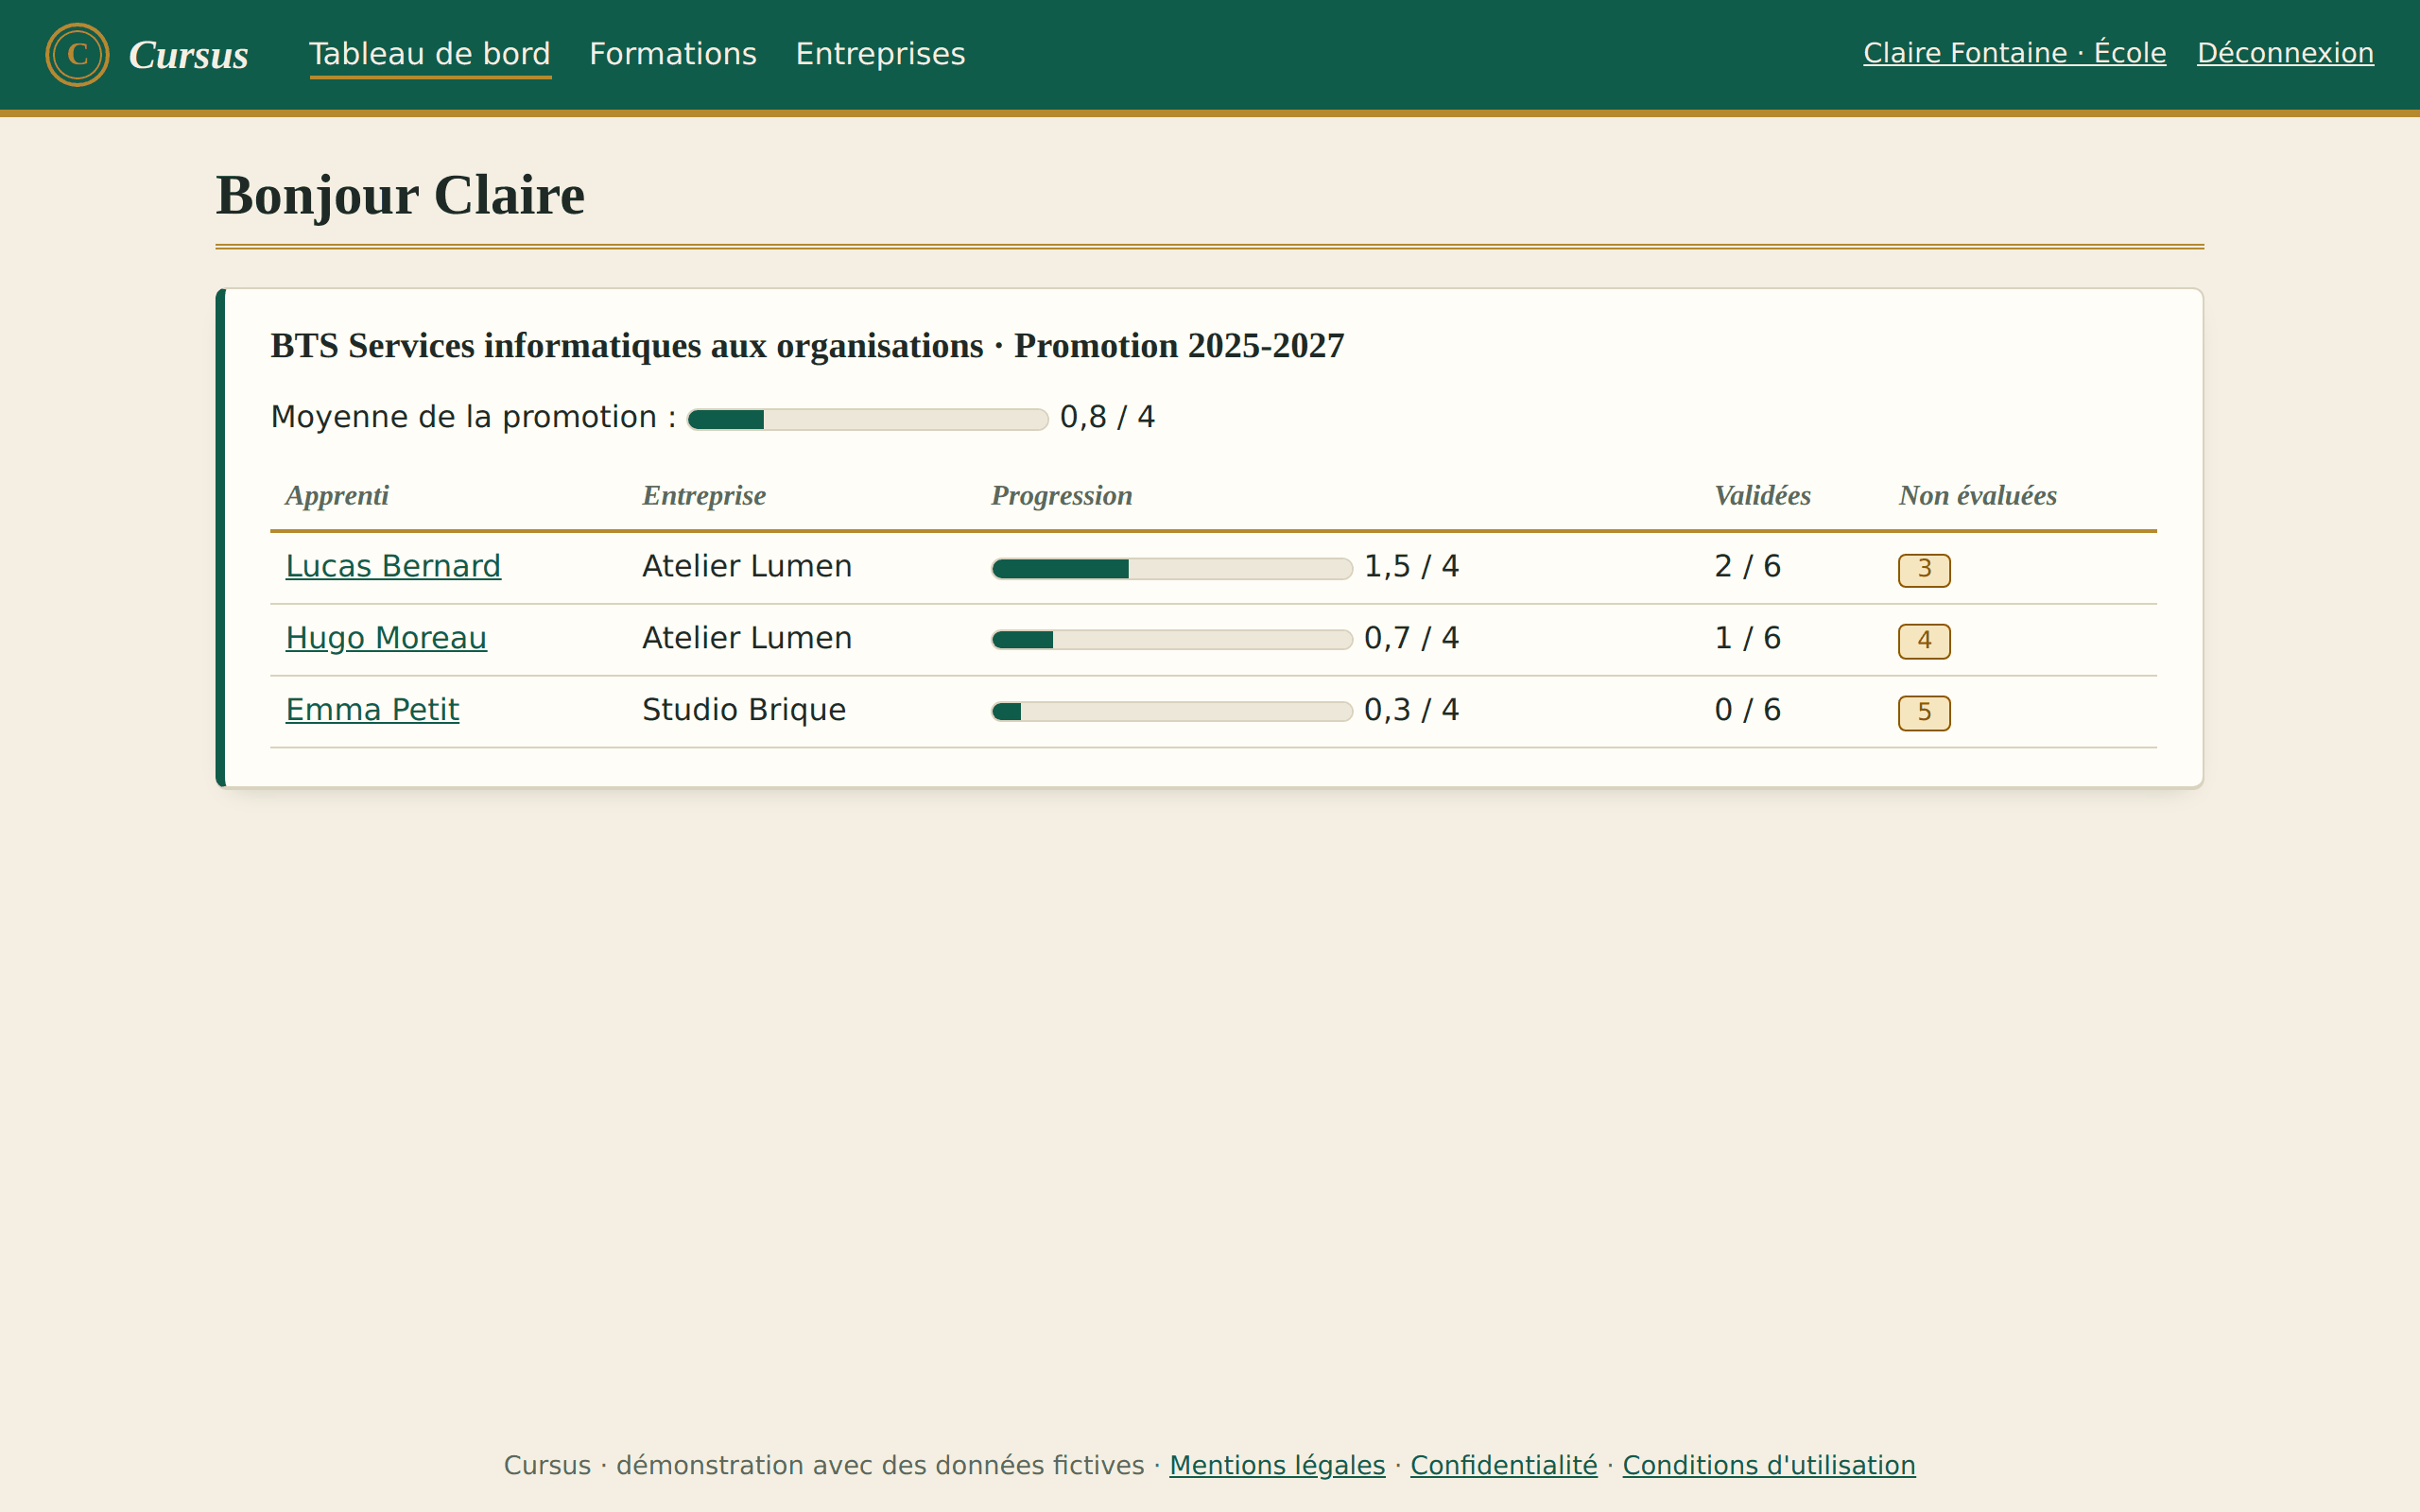 C Cursus Tableau de bord Formations Entreprises Claire Fontaine · École Déconnexion
Bonjour Claire
BTS Services informatiques aux organisations · Promotion 2025-2027
Moyenne de la promotion : 0,8 / 4
Apprenti Entreprise Progression Validées Non évaluées
Lucas Bernard Atelier Lumen 1,5 / 4 2 / 6 3
Hugo Moreau Atelier Lumen 0,7 / 4 1 / 6 4
Emma Petit Studio Brique 0,3 / 4 0 / 6 5
Cursus · démonstration avec des données fictives · Mentions légales · Confidentialité · Conditions d'utilisation